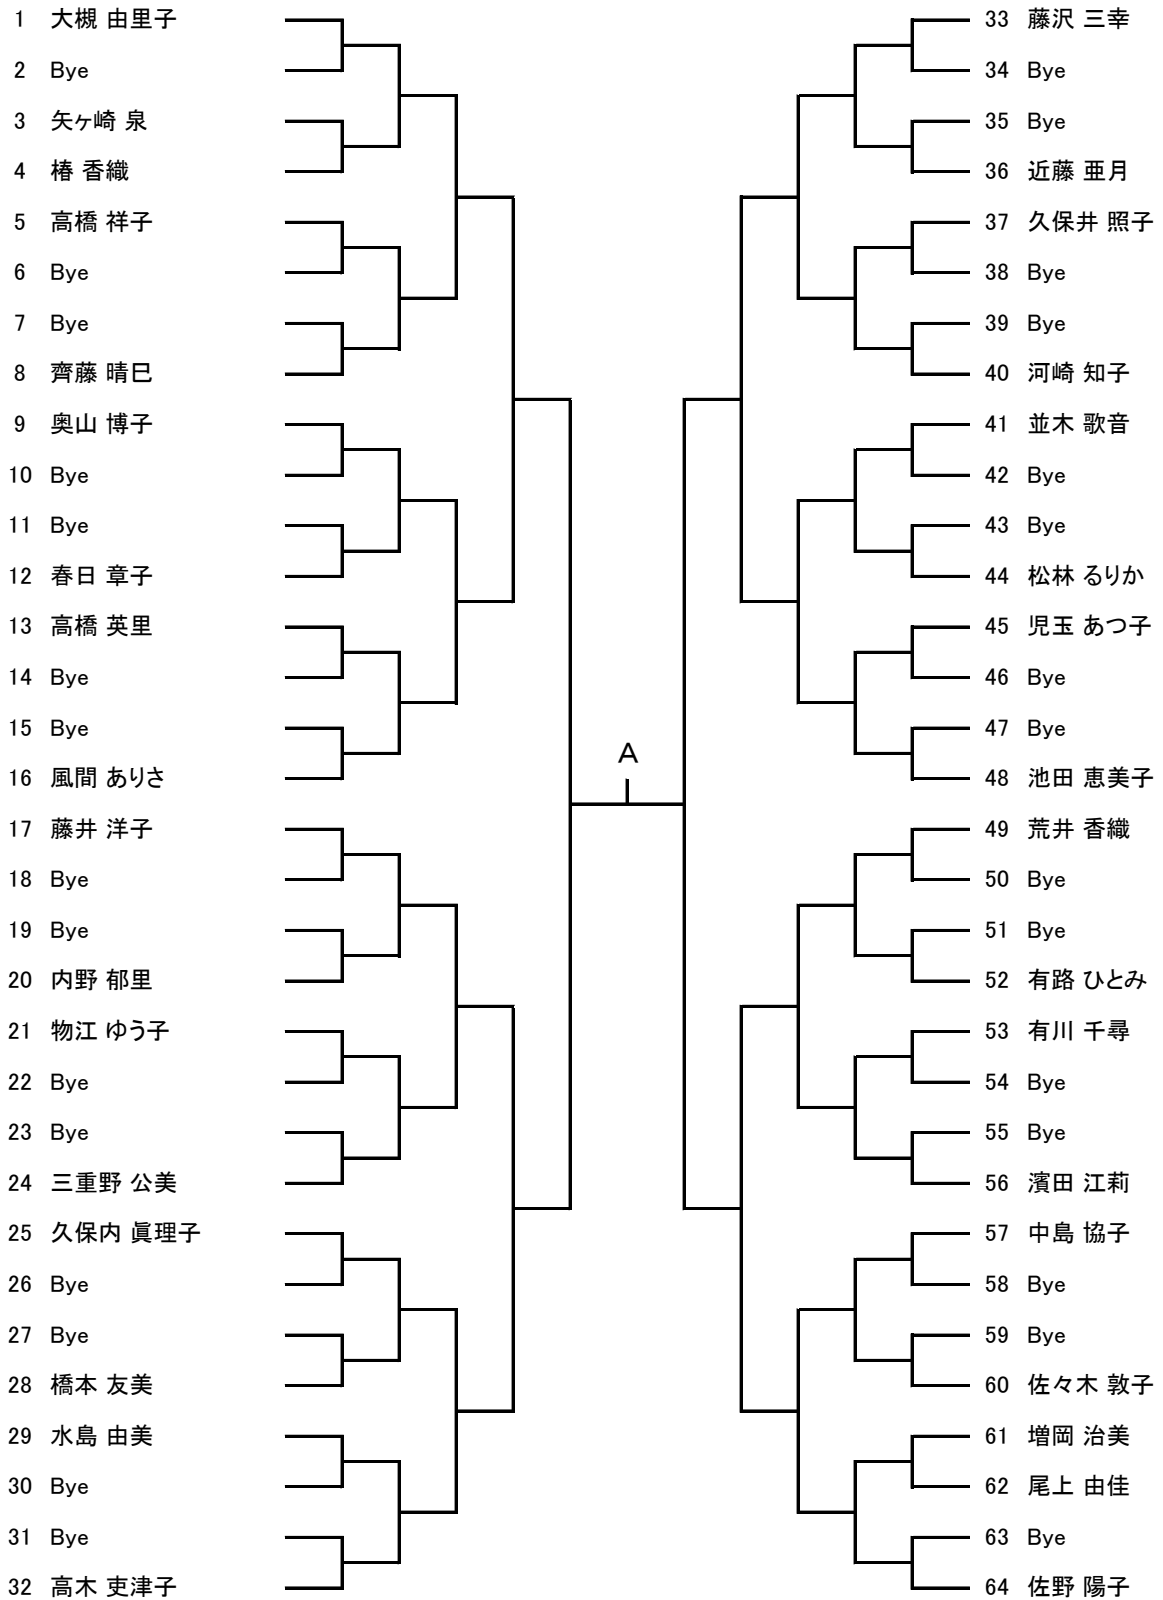 1 大槻 由里子
2 Bye
3 矢ヶ崎 泉
4 椿 香織
5 高橋 祥子
6 Bye
7 Bye
8 齊藤 晴巳
9 奥山 博子
10 Bye
11 Bye
12 春日 章子
13 高橋 英里
14 Bye
15 Bye
16 風間 ありさ
17 藤井 洋子
18 Bye
19 Bye
20 内野 郁里
21 物江 ゆう子
22 Bye
23 Bye
24 三重野 公美
25 久保内 眞理子
26 Bye
27 Bye
28 橋本 友美
29 水島 由美
30 Bye
31 Bye
32 高木 吏津子
A
33 藤沢 三幸
34 Bye
35 Bye
36 近藤 亜月
37 久保井 照子
38 Bye
39 Bye
40 河崎 知子
41 並木 歌音
42 Bye
43 Bye
44 松林 るりか
45 児玉 あつ子
46 Bye
47 Bye
48 池田 恵美子
49 荒井 香織
50 Bye
51 Bye
52 有路 ひとみ
53 有川 千尋
54 Bye
55 Bye
56 濱田 江莉
57 中島 協子
58 Bye
59 Bye
60 佐々木 敦子
61 増岡 治美
62 尾上 由佳
63 Bye
64 佐野 陽子